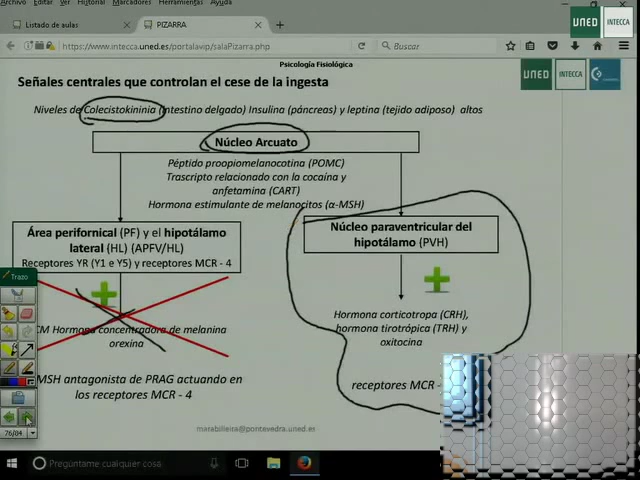 Archivo Editar Ver Historial Marcadores Herramientas Ayuda
Listado de aulas
PIZARRA
https://www.intecca.uned.es/portalavip/salaPizarra.php
Buscar
UNED
INTECCA
Psicología Fisiológica
UNED
INTECCA
Señales centrales que controlan el cese de la ingesta
Niveles de Colecistokininia (Intestino delgado) Insulina (páncreas) y leptina (tejido adiposo) altos
Núcleo Arcuato
Péptido proopiomelanocotina (POMC)
Trascripto relacionado con la cocaína y
anfetamina (CART)
Hormona estimulante de melanocitos (α-MSH)
Área perifornical (PF) y el hipotálamo
lateral (HL) (APFV/HL)
Receptores YR (Y1 e Y5) y receptores MCR - 4
Núcleo paraventricular del
hipotálamo (PVH)
Trazo
CM Hormona concentradora de melanina
orexina
Hormona corticotropa (CRH),
hormona tirotrópica (TRH) y
oxitocina
MSH antagonista de PRAG actuando en
los receptores MCR - 4
receptores MCR -
marabilleira@pontevedra.uned.es
76/84
Pregúntame cualquier cosa